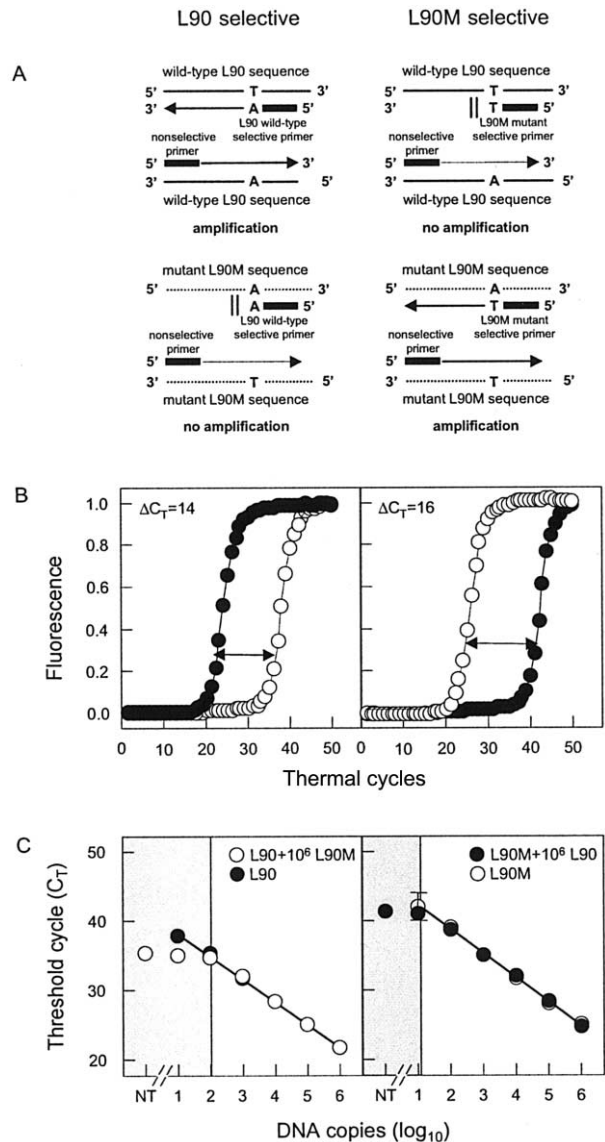 L90 selective L90M selective
A
wild-type L90 sequence
5' T 3'
3' A 5'
L90 wild-type
selective primer
nonselective
primer
5' 3'
3' A 5'
wild-type L90 sequence
amplification
wild-type L90 sequence
5' T 3'
3' T 5'
L90M mutant
selective primer
nonselective
primer
5' 3'
3' A 5'
wild-type L90 sequence
no amplification
mutant L90M sequence
5' A 3'
3' A 5'
L90 wild-type
selective primer
nonselective
primer
5' 3'
3' T 5'
mutant L90M sequence
no amplification
mutant L90M sequence
5' A 3'
3' T 5'
L90M mutant
selective primer
nonselective
primer
5' 3'
3' T 5'
mutant L90M sequence
amplification
B
ΔC_T=14
ΔC_T=16
1.0
0.8
0.6
0.4
0.2
0.0
Fluorescence
0 10 20 30 40 50 10 20 30 40 50
Thermal cycles
C
L90+10⁶ L90M
L90
L90M+10⁶ L90
L90M
50
40
30
20
Threshold cycle (C_T)
NT 1 2 3 4 5 6 NT 1 2 3 4 5 6
DNA copies (log₁₀)